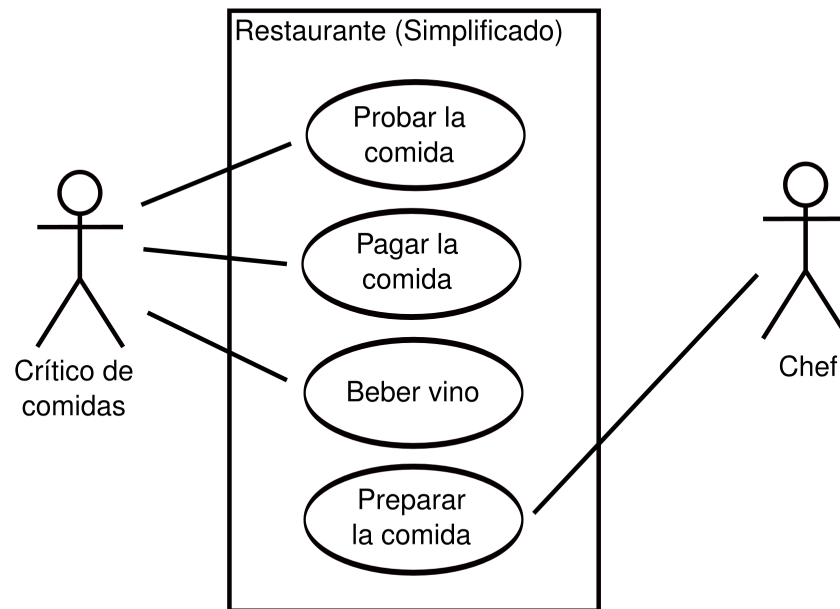 Restaurante (Simplificado)
Probar la
comida
Pagar la
comida
Beber vino
Preparar
la comida
Crítico de
comidas
Chef